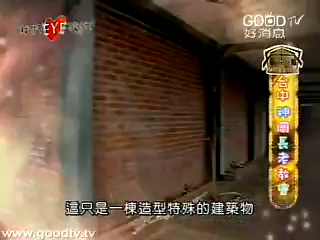 EYE
GOOD TV
好消息
台中 神岡長老教會
這只是一棟造型特殊的建築物
www.goodtv.tv